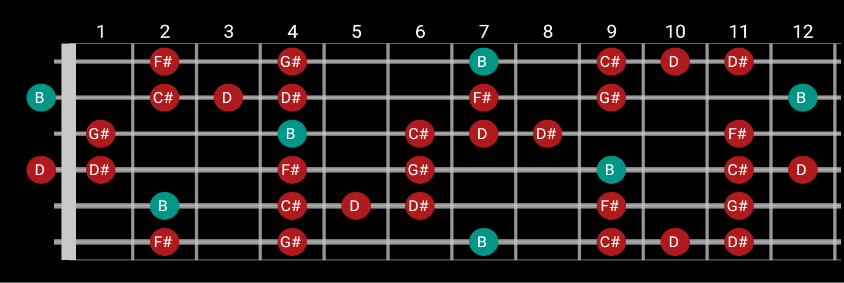 1 2 3 4 5 6 7 8 9 10 11 12
F# G# B C# D D#
B C# D D# F# G# B
G# B C# D D# F#
D D# F# G# B C# D
B C# D D# F# G#
F# G# B C# D D#